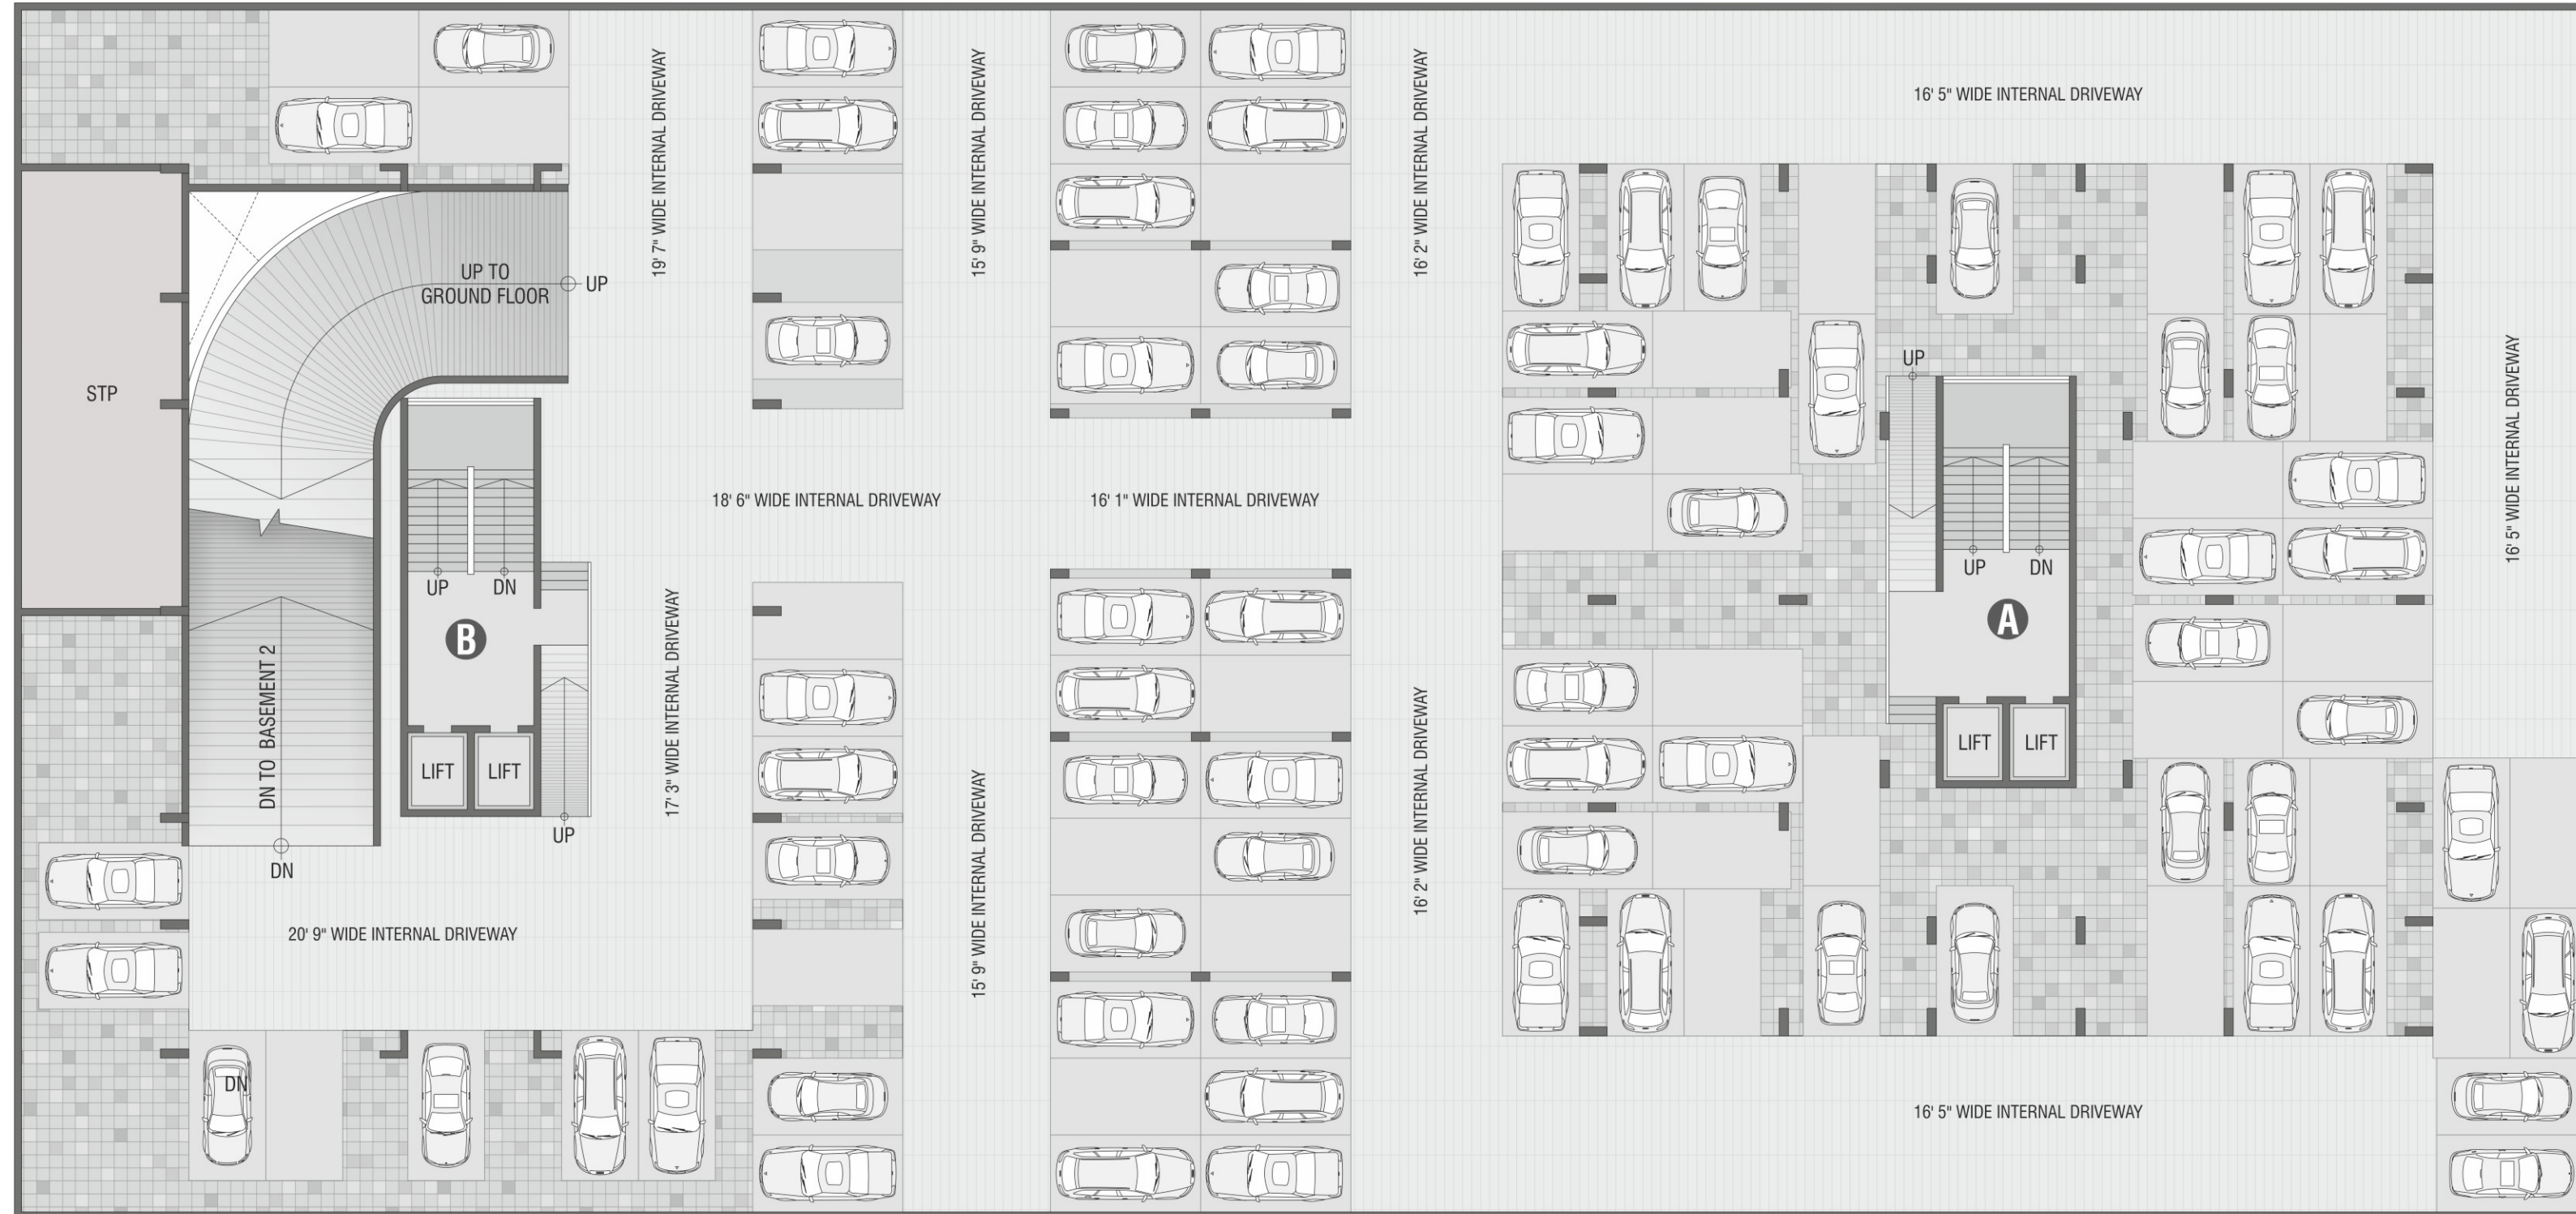 16' 5" WIDE INTERNAL DRIVEWAY
19' 7" WIDE INTERNAL DRIVEWAY
15' 9" WIDE INTERNAL DRIVEWAY
16' 2" WIDE INTERNAL DRIVEWAY
UP TO
GROUND FLOOR
UP
STP
UP
16' 5" WIDE INTERNAL DRIVEWAY
18' 6" WIDE INTERNAL DRIVEWAY
16' 1" WIDE INTERNAL DRIVEWAY
UP
DN
UP
DN
B
A
DN TO BASEMENT 2
17' 3" WIDE INTERNAL DRIVEWAY
LIFT
LIFT
LIFT
LIFT
UP
DN
15' 9" WIDE INTERNAL DRIVEWAY
16' 2" WIDE INTERNAL DRIVEWAY
20' 9" WIDE INTERNAL DRIVEWAY
DN
16' 5" WIDE INTERNAL DRIVEWAY